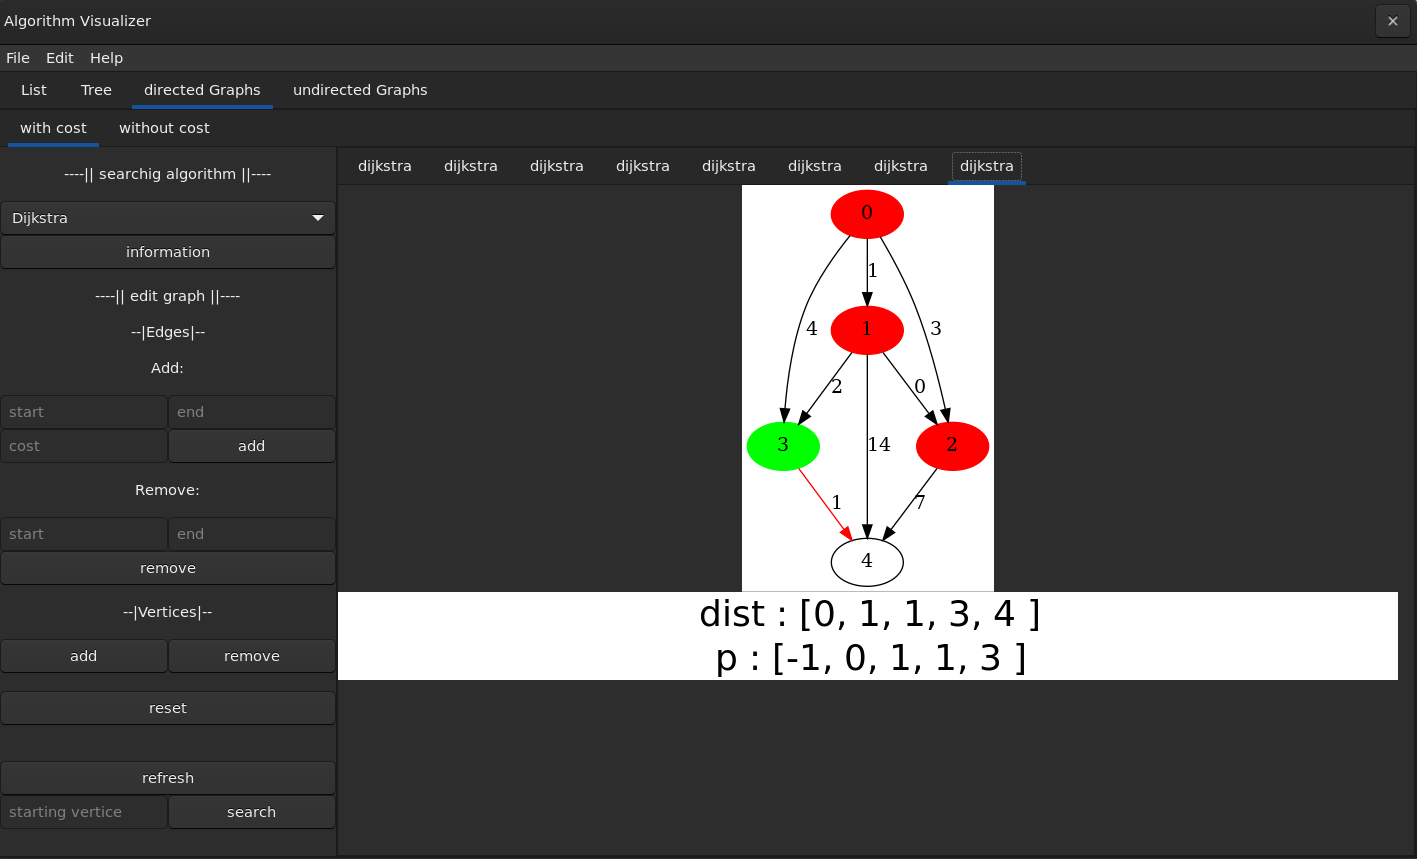 Algorithm Visualizer
File Edit Help
List Tree directed Graphs undirected Graphs
with cost without cost
----|| searchig algorithm ||----
Dijkstra
information
----|| edit graph ||----
--|Edges|--
Add:
start end
cost add
Remove:
start end
remove
--|Vertices|--
add remove
reset
refresh
starting vertice search
dijkstra dijkstra dijkstra dijkstra dijkstra dijkstra dijkstra dijkstra
0
1
4 1 3
2 0
3 14 2
1 7
4
dist : [0, 1, 1, 3, 4 ]
p : [-1, 0, 1, 1, 3 ]